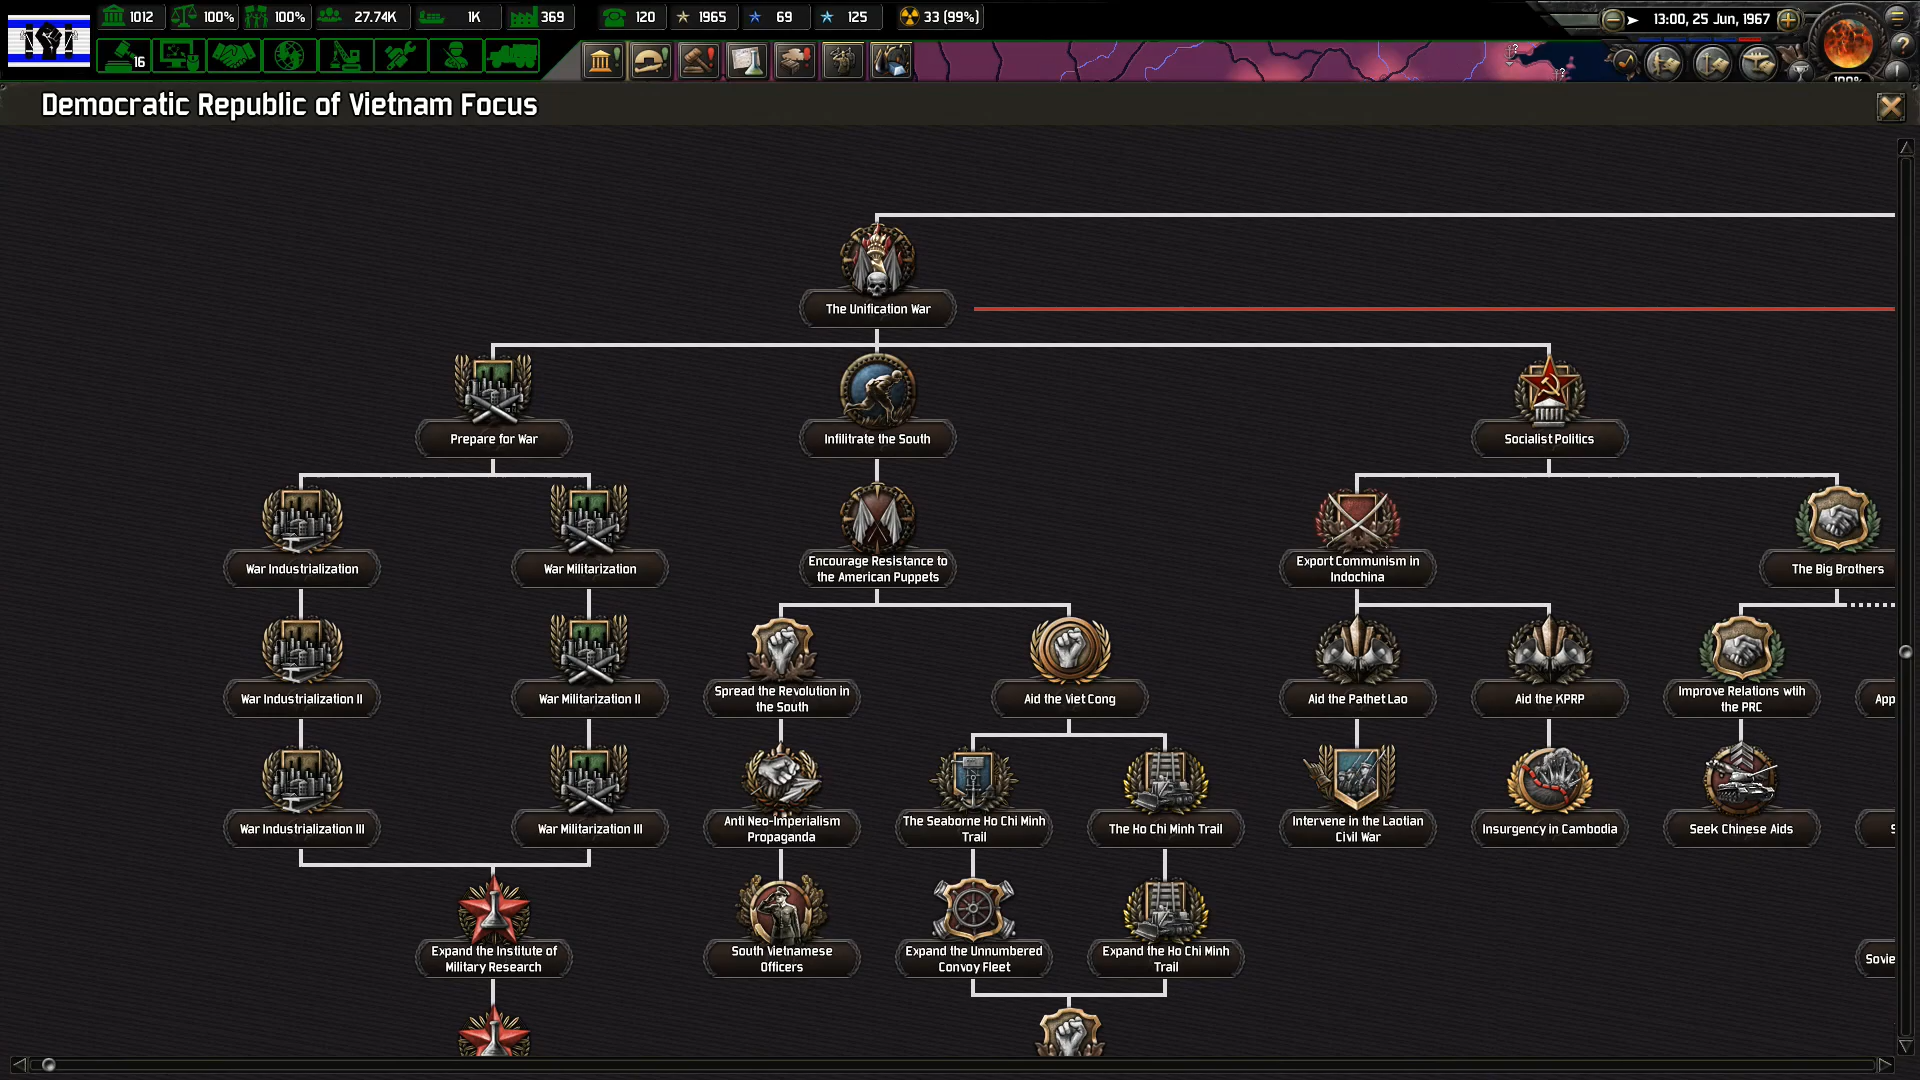 1012 100% 100% 27.74K 1K 369 120 1965 69 125 33 (99%) 13:00, 25 Jun, 1967
16
100%
Democratic Republic of Vietnam Focus
The Unification War
Prepare for War
Infilitrate the South
Socialist Politics
War Industrialization
War Militarization
Encourage Resistance to
the American Puppets
Export Communism in
Indochina
The Big Brothers
War Industrialization II
War Militarization II
Spread the Revolution in
the South
Aid the Viet Cong
Aid the Pathet Lao
Aid the KPRP
Improve Relations wtih
the PRC
App
War Industrialization III
War Militarization III
Anti Neo-Imperialism
Propaganda
The Seaborne Ho Chi Minh
Trail
The Ho Chi Minh Trail
Intervene in the Laotian
Civil War
Insurgency in Cambodia
Seek Chinese Aids
S
Expand the Institute of
Military Research
South Vietnamese
Officers
Expand the Unnumbered
Convoy Fleet
Expand the Ho Chi Minh
Trail
Sovie